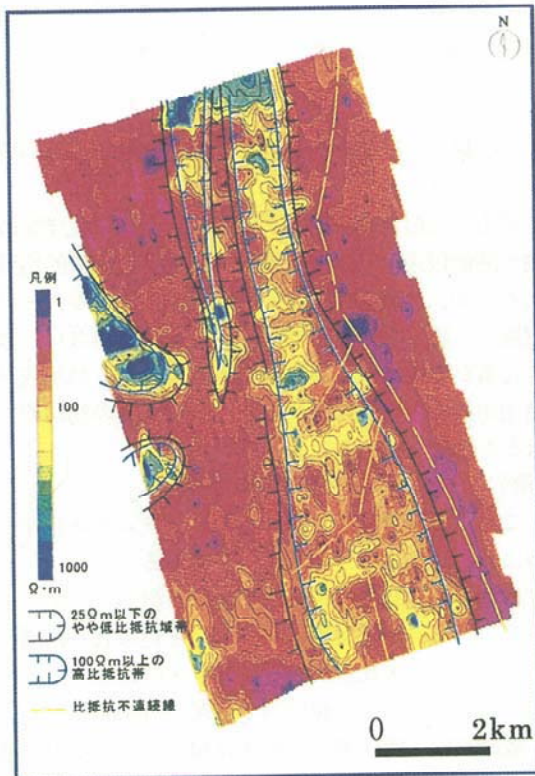 N
凡例
1
100
1000
Ω・m
25Ωm以下の
やや低比抵抗域帯
100Ωm以上の
高比抵抗帯
比抵抗不連続線
0 2km